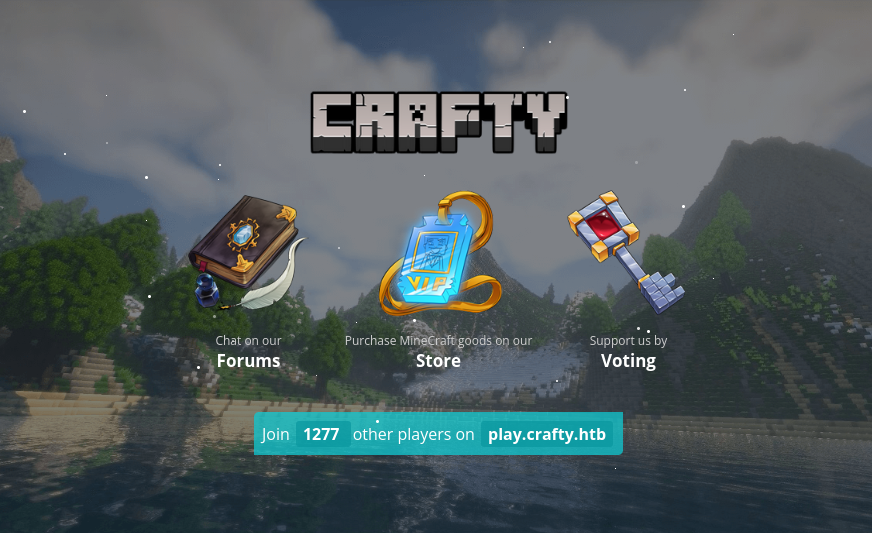 CRAFTY
VIP
Chat on our
Forums
Purchase MineCraft goods on our
Store
Support us by
Voting
Join 1277 other players on play.crafty.htb